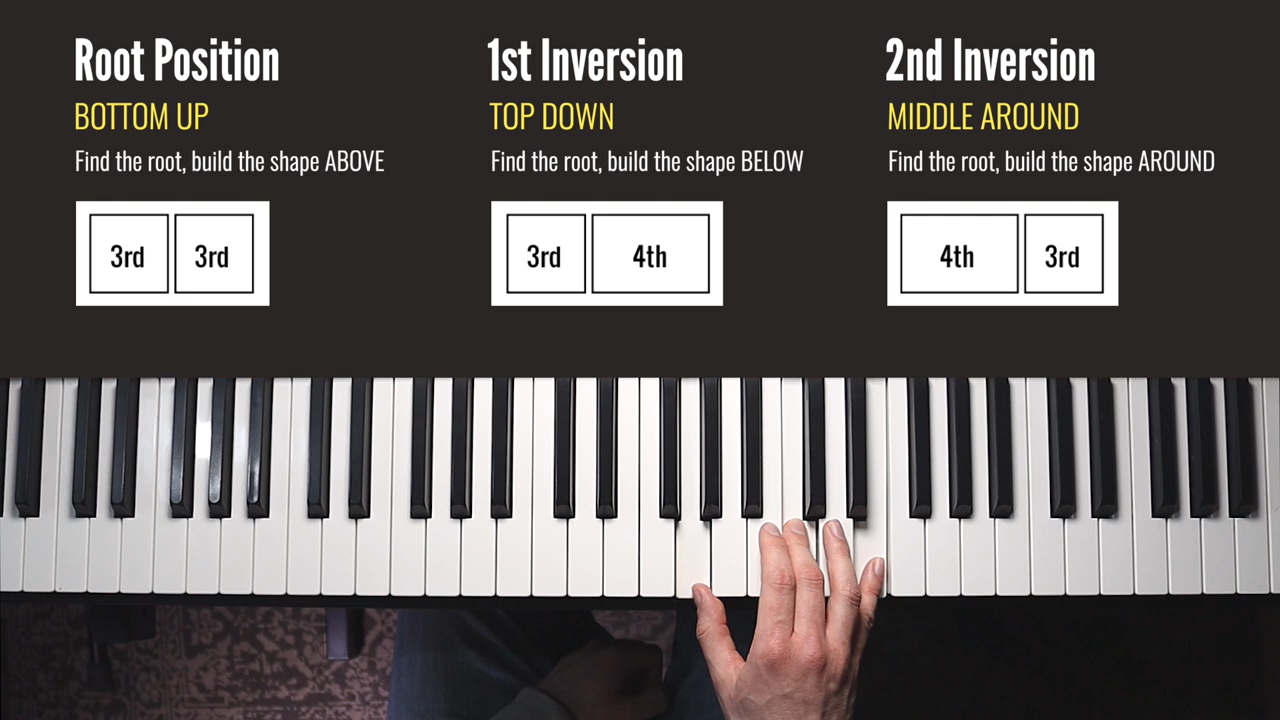 Root Position
BOTTOM UP
Find the root, build the shape ABOVE
3rd 3rd
1st Inversion
TOP DOWN
Find the root, build the shape BELOW
3rd 4th
2nd Inversion
MIDDLE AROUND
Find the root, build the shape AROUND
4th 3rd